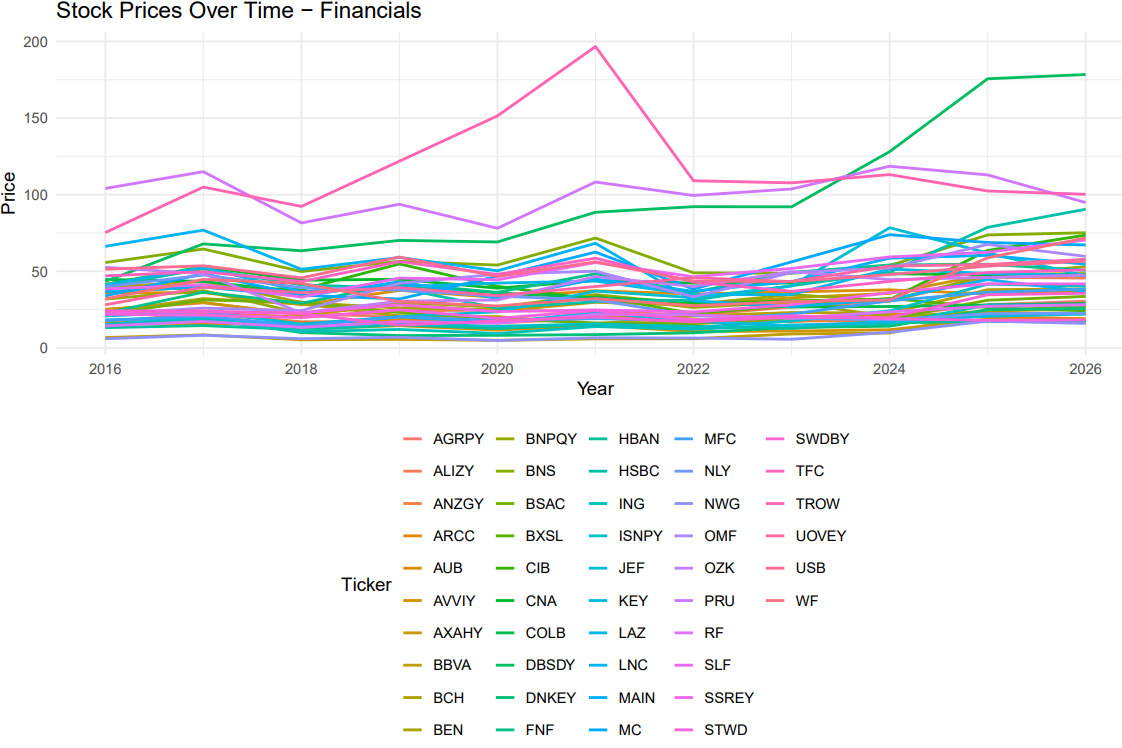 Stock Prices Over Time − Financials
200
150
100
50
0
Price
2016 2018 2020 2022 2024 2026
Year
Ticker
AGRPY BNPQY HBAN MFC SWDBY
ALIZY BNS HSBC NLY TFC
ANZGY BSAC ING NWG TROW
ARCC BXSL ISNPY OMF UOVEY
AUB CIB JEF OZK USB
AVVIY CNA KEY PRU WF
AXAHY COLB LAZ RF
BBVA DBSDY LNC SLF
BCH DNKEY MAIN SSREY
BEN FNF MC STWD